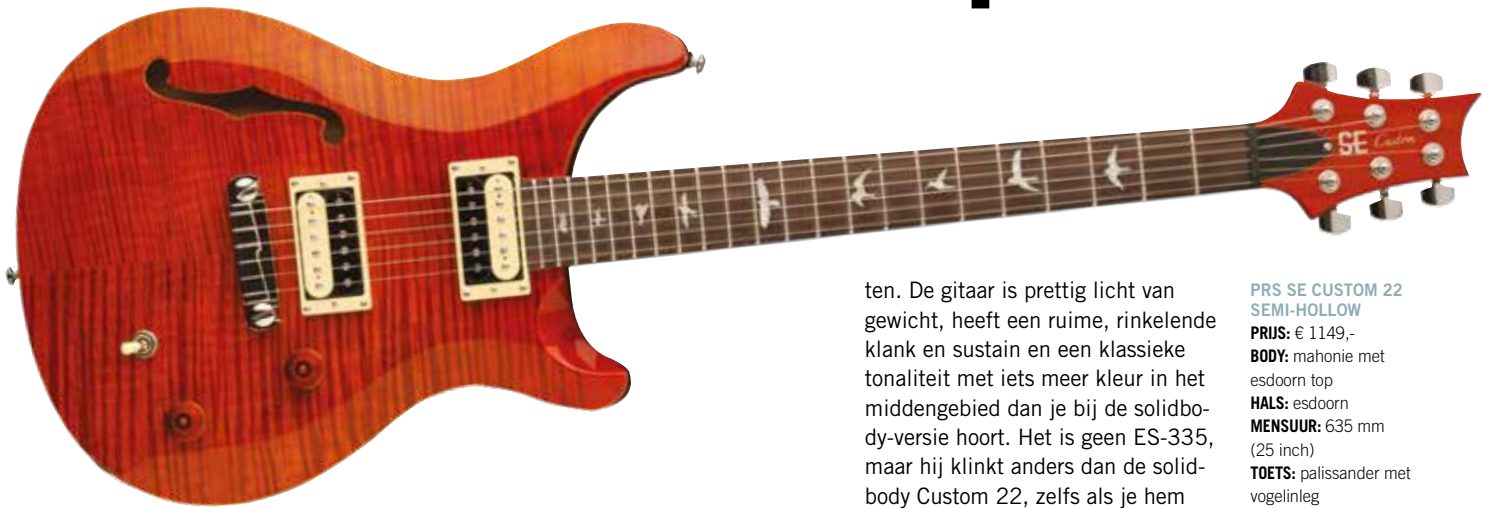 SE Custom
ten. De gitaar is prettig licht van
gewicht, heeft een ruime, rinkelende
klank en sustain en een klassieke
tonaliteit met iets meer kleur in het
middengebied dan je bij de solidbo-
dy-versie hoort. Het is geen ES-335,
maar hij klinkt anders dan de solid-
body Custom 22, zelfs als je hem
PRS SE CUSTOM 22
SEMI-HOLLOW
PRIJS: € 1149,-
BODY: mahonie met
esdoorn top
HALS: esdoorn
MENSUUR: 635 mm
(25 inch)
TOETS: palissander met
vogelinleg